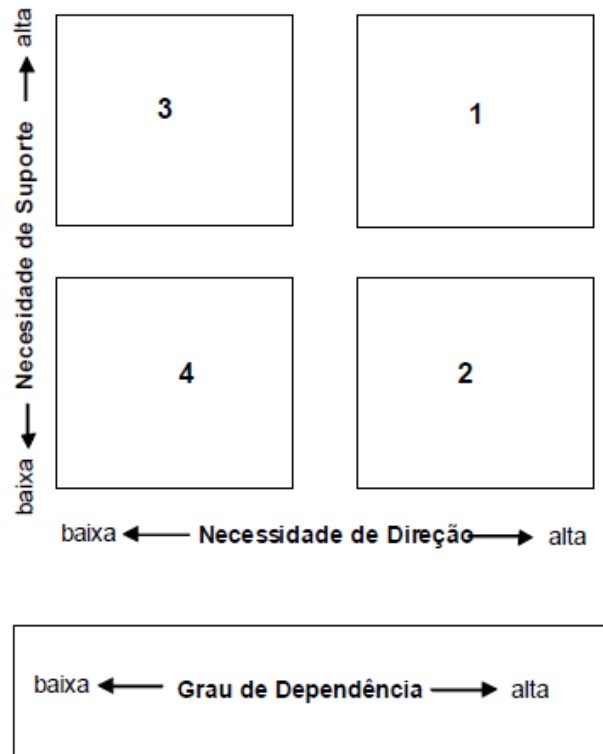 alta
Necesidade de Suporte
baixa
3
1
4
2
baixa Necessidade de Direção alta
baixa Grau de Dependência alta